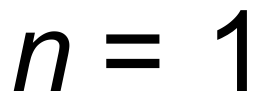 n = 1